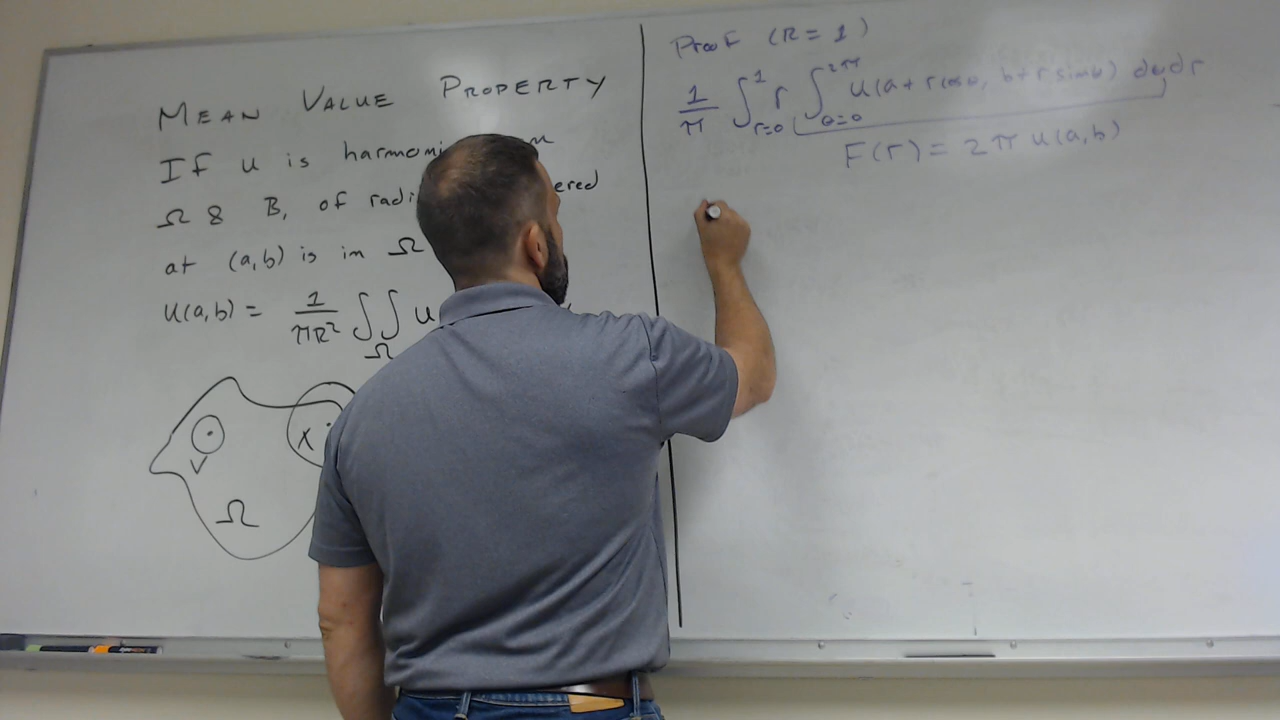 MEAN VALUE PROPERTY
If u is harmoni
Ω & B, of radi ered
at (a,b) is in Ω
u(a,b) = 1/πR² ∬_Ω u
X
Ω
Proof (R = 1)
1/π ∫_{r=0}^{1} r ∫_{θ=0}^{2π} u(a + r cos θ, b + r sin θ) dθ dr
F(r) = 2π u(a,b)